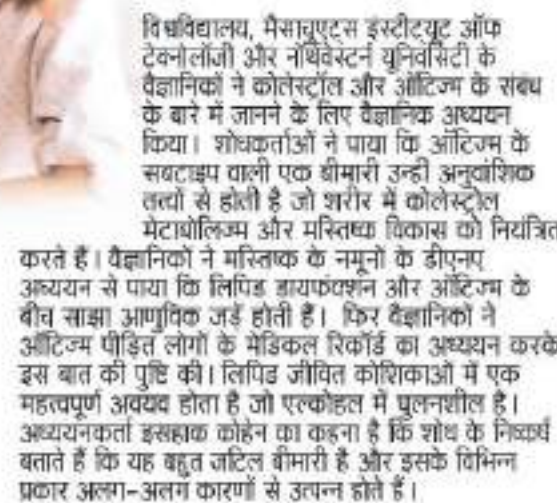 विश्वविद्यालय, मैसाचुएट्स इंस्टीट्यूट ऑफ
टेक्नोलॉजी और नॉर्थवेस्टर्न यूनिवर्सिटी के
वैज्ञानिकों ने कोलेस्ट्रॉल और ऑटिज्म के संबंध
के बारे में जानने के लिए वैज्ञानिक अध्ययन
किया। शोधकर्ताओं ने पाया कि ऑटिज्म के
सबटाइप वाली एक बीमारी उन्ही अनुवांशिक
तत्त्वों से होती है जो शरीर में कोलेस्ट्रोल
मेटाबोलिज्म और मस्तिष्क विकास को नियंत्रित
करते हैं। वैज्ञानिकों ने मस्तिष्क के नमूनों के डीएनए
अध्ययन से पाया कि लिपिड डायफंक्शन और ऑटिज्म के
बीच साझा आणुविक जड़ें होती हैं। फिर वैज्ञानिकों ने
ऑटिज्म पीड़ित लोगों के मेडिकल रिकॉर्ड का अध्ययन करके
इस बात की पुष्टि की। लिपिड जीवित कोशिकाओं में एक
महत्वपूर्ण अवयव होता है जो एल्कोहल में घुलनशील है।
अध्ययनकर्ता इसहाक कोहेन का कहना है कि शोध के निष्कर्ष
बताते हैं कि यह बहुत जटिल बीमारी है और इसके विभिन्न
प्रकार अलग-अलग कारणों से उत्पन्न होते हैं।